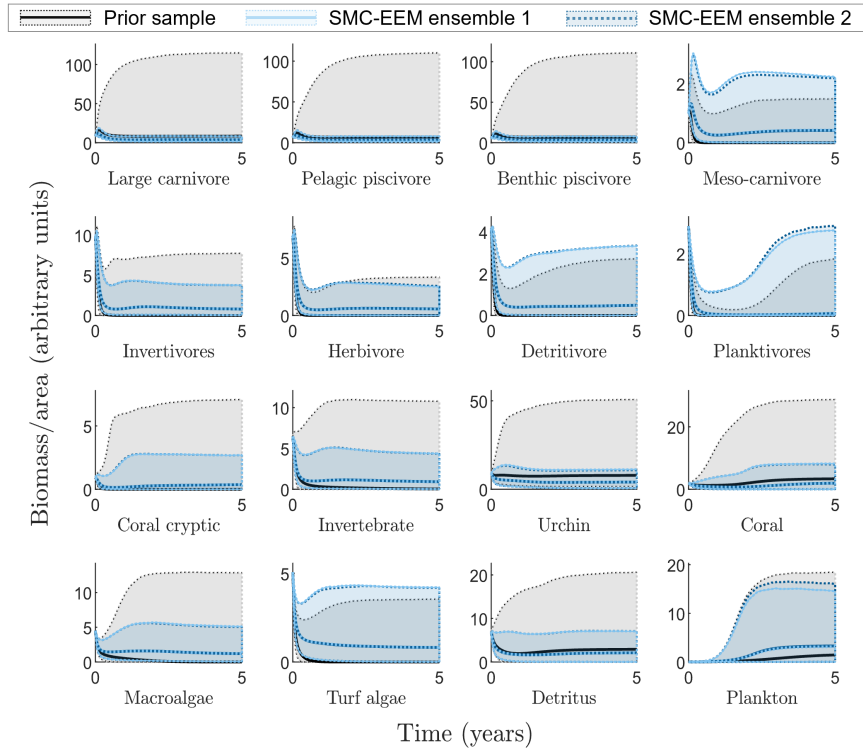 Prior sample SMC-EEM ensemble 1 SMC-EEM ensemble 2
100 50 0 0 5 Large carnivore
100 50 0 0 5 Pelagic piscivore
100 50 0 0 5 Benthic piscivore
2 0 0 5 Meso-carnivore
10 5 0 0 5 Invertivores
5 0 0 5 Herbivore
4 2 0 0 5 Detritivore
2 0 0 5 Planktivores
5 0 0 5 Coral cryptic
10 5 0 0 5 Invertebrate
50 0 0 5 Urchin
20 0 0 5 Coral
10 5 0 0 5 Macroalgae
5 0 0 5 Turf algae
20 10 0 0 5 Detritus
20 10 0 0 5 Plankton
Biomass/area (arbitrary units)
Time (years)